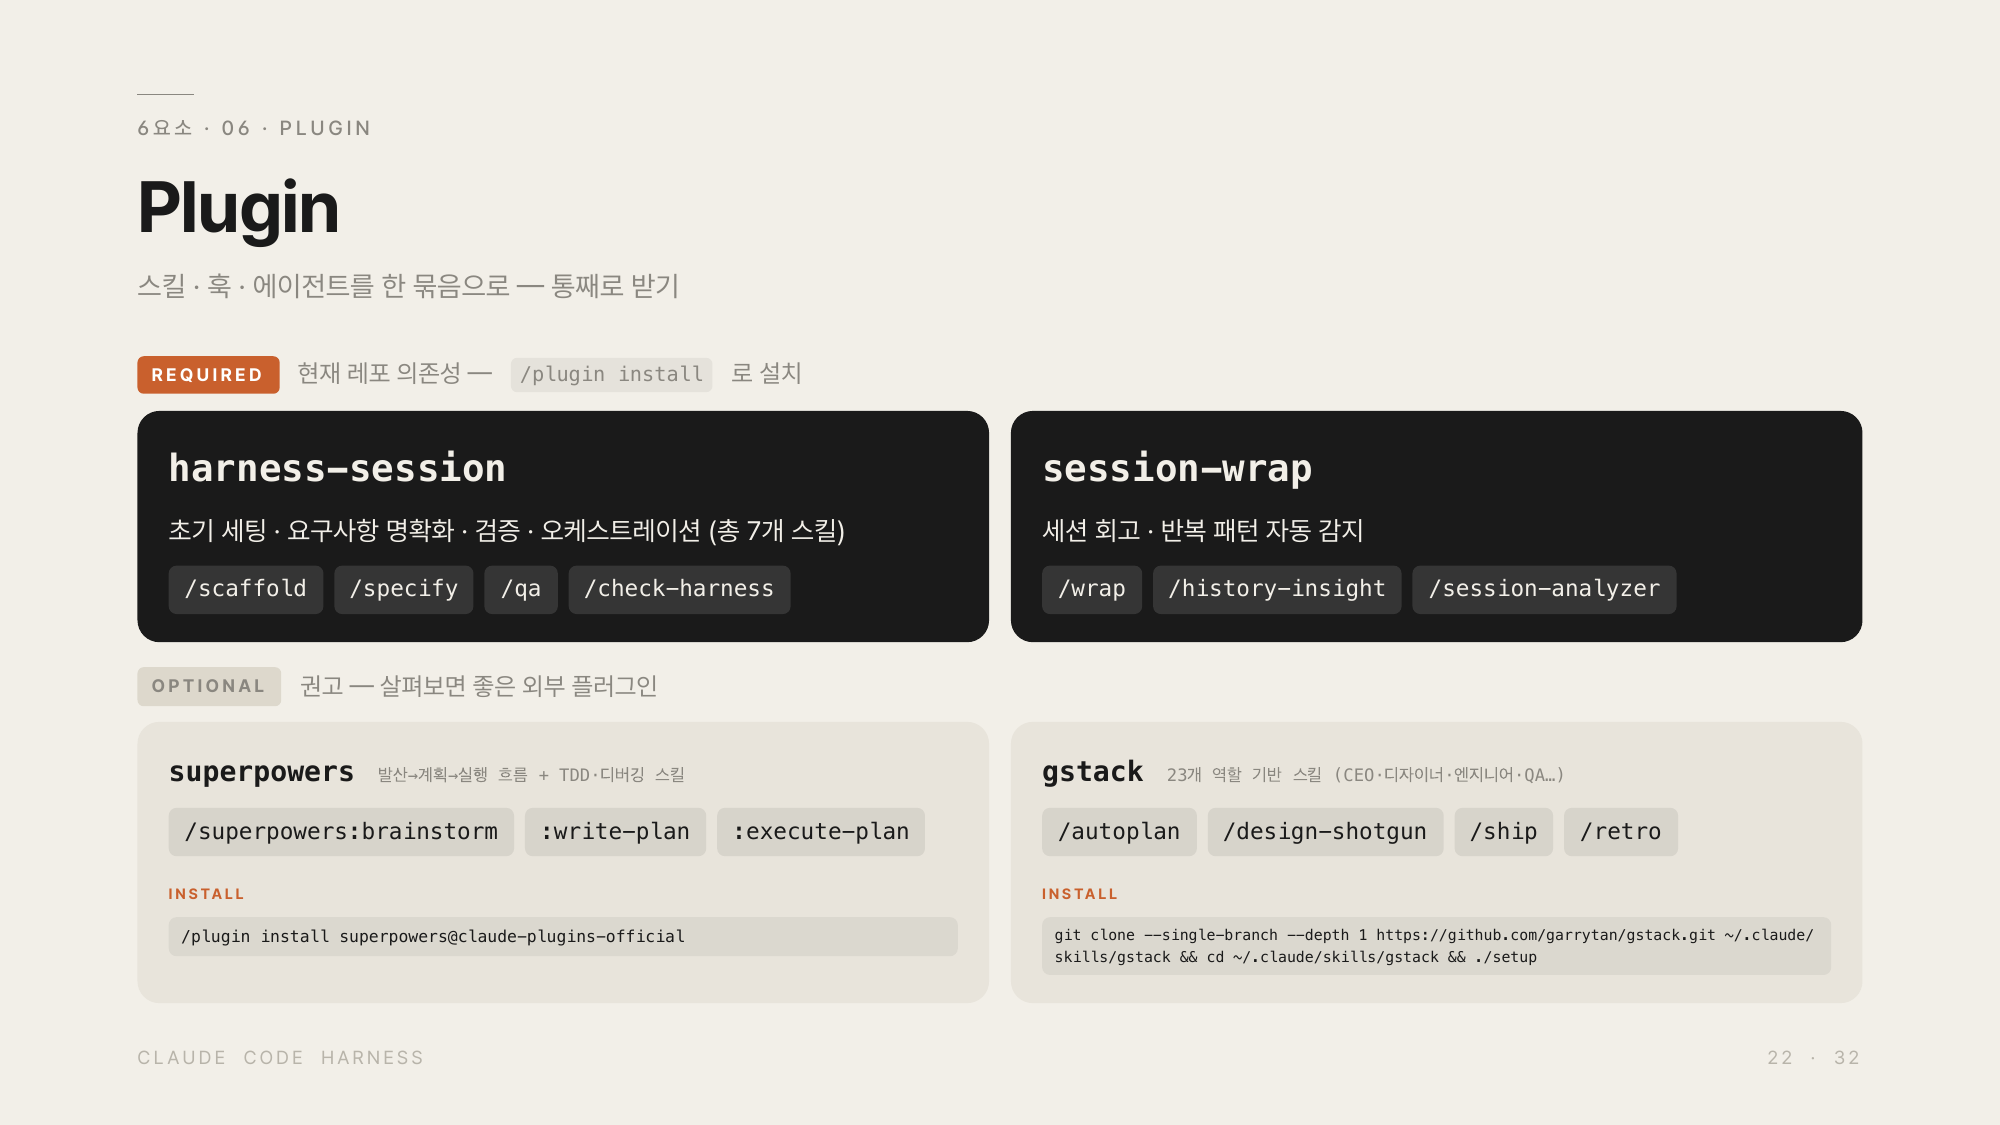 6요소 · 06 · PLUGIN
Plugin
스킬 · 훅 · 에이전트를 한 묶음으로 — 통째로 받기
REQUIRED 현재 레포 의존성 — /plugin install 로 설치
harness-session
초기 세팅 · 요구사항 명확화 · 검증 · 오케스트레이션 (총 7개 스킬)
/scaffold /specify /qa /check-harness
session-wrap
세션 회고 · 반복 패턴 자동 감지
/wrap /history-insight /session-analyzer
OPTIONAL 권고 — 살펴보면 좋은 외부 플러그인
superpowers 발산→계획→실행 흐름 + TDD·디버깅 스킬
/superpowers:brainstorm :write-plan :execute-plan
INSTALL
/plugin install superpowers@claude-plugins-official
gstack 23개 역할 기반 스킬 (CEO·디자이너·엔지니어·QA…)
/autoplan /design-shotgun /ship /retro
INSTALL
git clone --single-branch --depth 1 https://github.com/garrytan/gstack.git ~/.claude/
skills/gstack && cd ~/.claude/skills/gstack && ./setup
CLAUDE CODE HARNESS
22 · 32